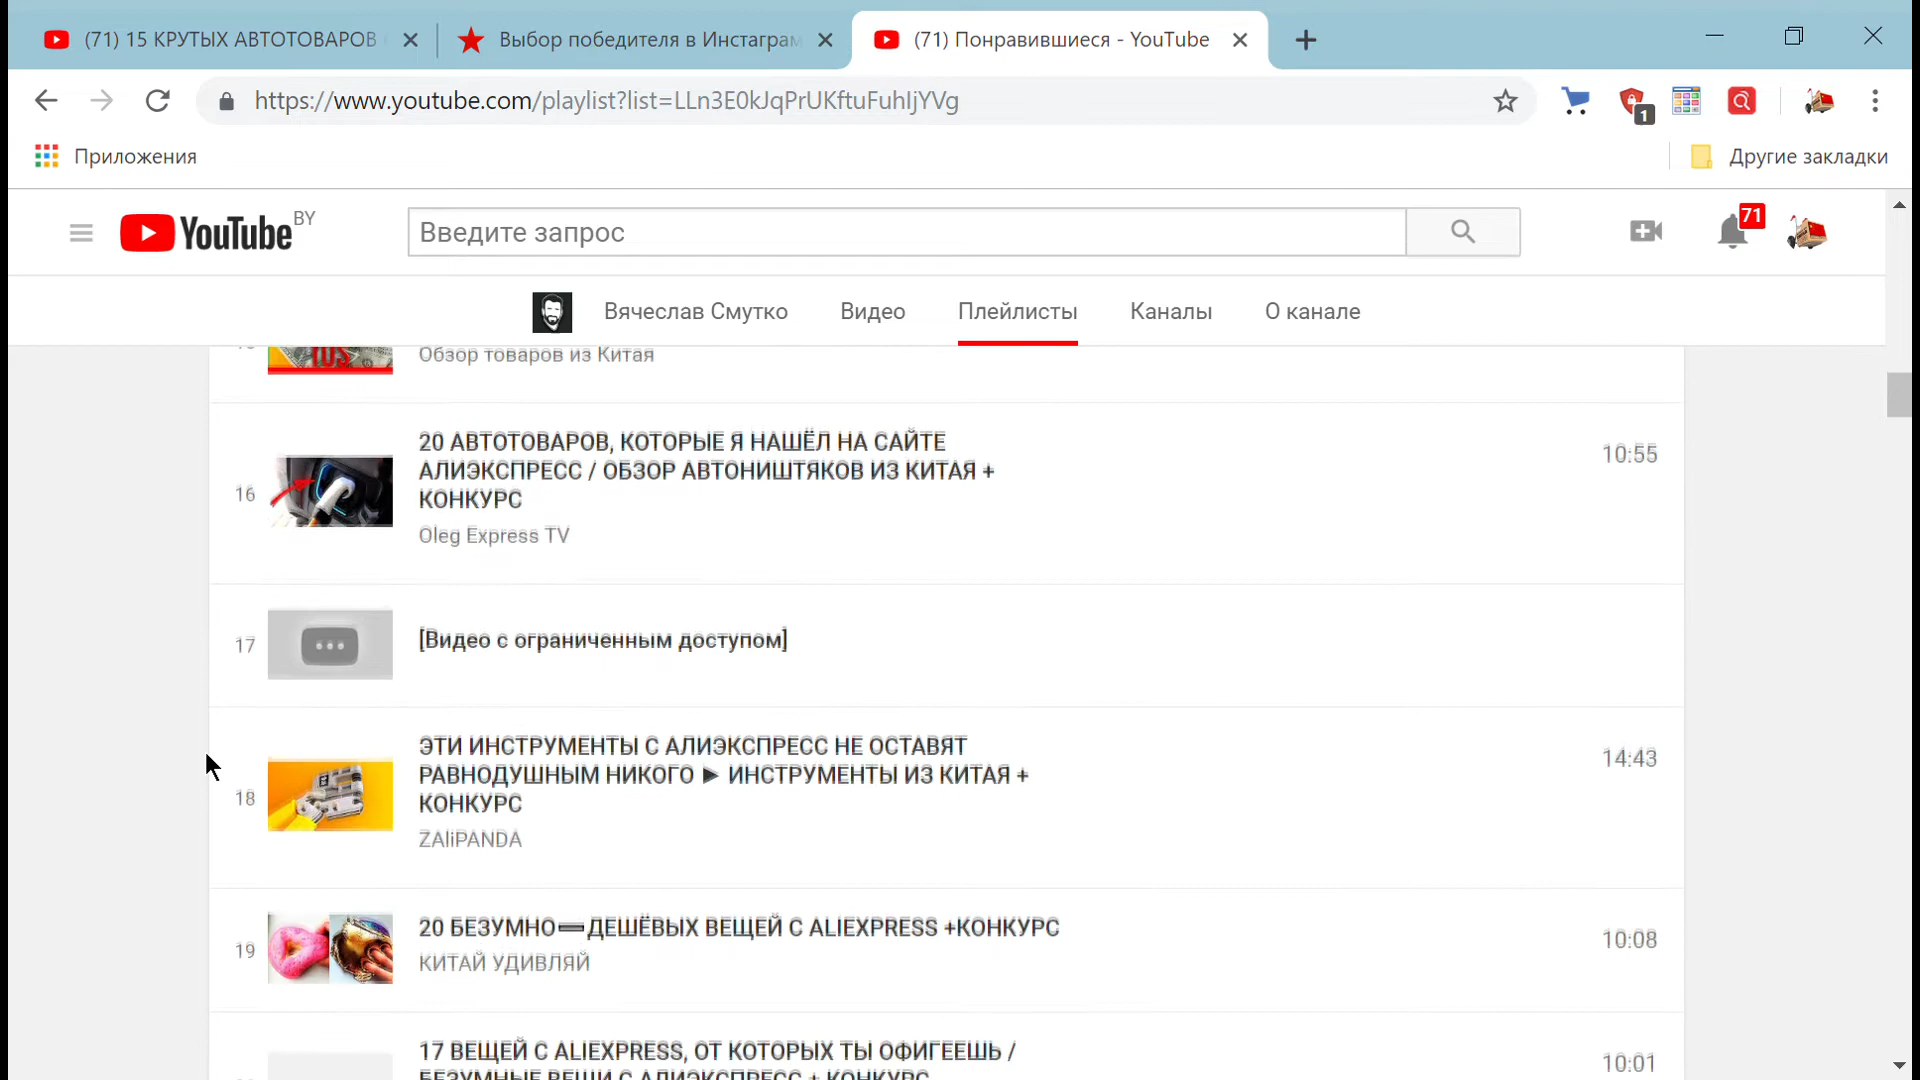 (71) 15 КРУТЫХ АВТОТОВАРОВ
Выбор победителя в Инстаграм
(71) Понравившиеся - YouTube
https://www.youtube.com/playlist?list=LLn3E0kJqPrUKftuFuhIjYVg
1
Приложения
Другие закладки
YouTube BY
Введите запрос
71
Вячеслав Смутко
Видео
Плейлисты
Каналы
О канале
Обзор товаров из Китая
20 АВТОТОВАРОВ, КОТОРЫЕ Я НАШЁЛ НА САЙТЕ
10:55
АЛИЭКСПРЕСС / ОБЗОР АВТОНИШТЯКОВ ИЗ КИТАЯ +
16
КОНКУРС
Oleg Express TV
17
[Видео с ограниченным доступом]
ЭТИ ИНСТРУМЕНТЫ С АЛИЭКСПРЕСС НЕ ОСТАВЯТ
14:43
РАВНОДУШНЫМ НИКОГО ► ИНСТРУМЕНТЫ ИЗ КИТАЯ +
18
КОНКУРС
ZAliPANDA
20 БЕЗУМНО➖ДЕШЁВЫХ ВЕЩЕЙ С ALIEXPRESS +КОНКУРС
10:08
19
КИТАЙ УДИВЛЯЙ
17 ВЕЩЕЙ С ALIEXPRESS, ОТ КОТОРЫХ ТЫ ОФИГЕЕШЬ /
10:01
БЕЗУМНЫЕ ВЕЩИ С АЛИЭКСПРЕСС + КОНКУРС